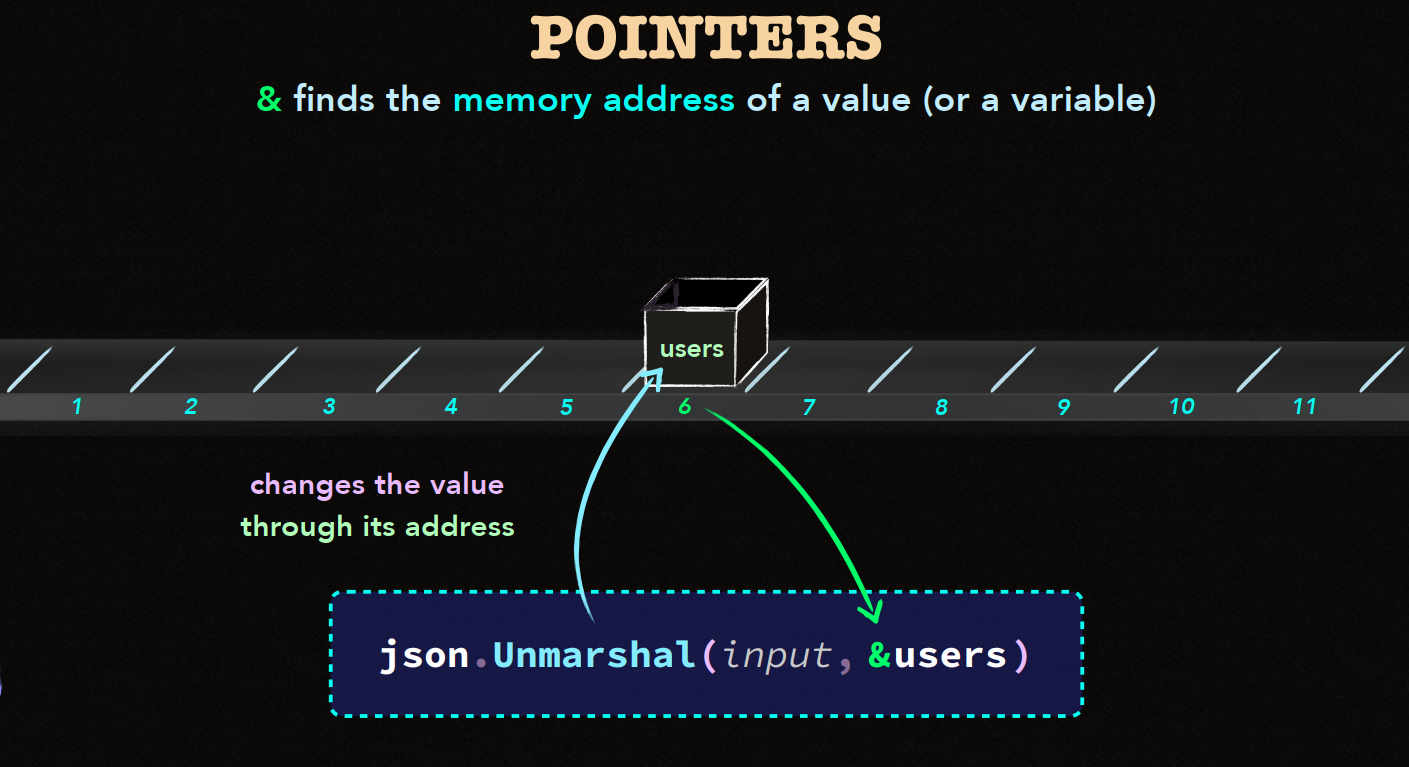 POINTERS
& finds the memory address of a value (or a variable)
users
1 2 3 4 5 6 7 8 9 10 11
changes the value
through its address
json.Unmarshal(input, &users)